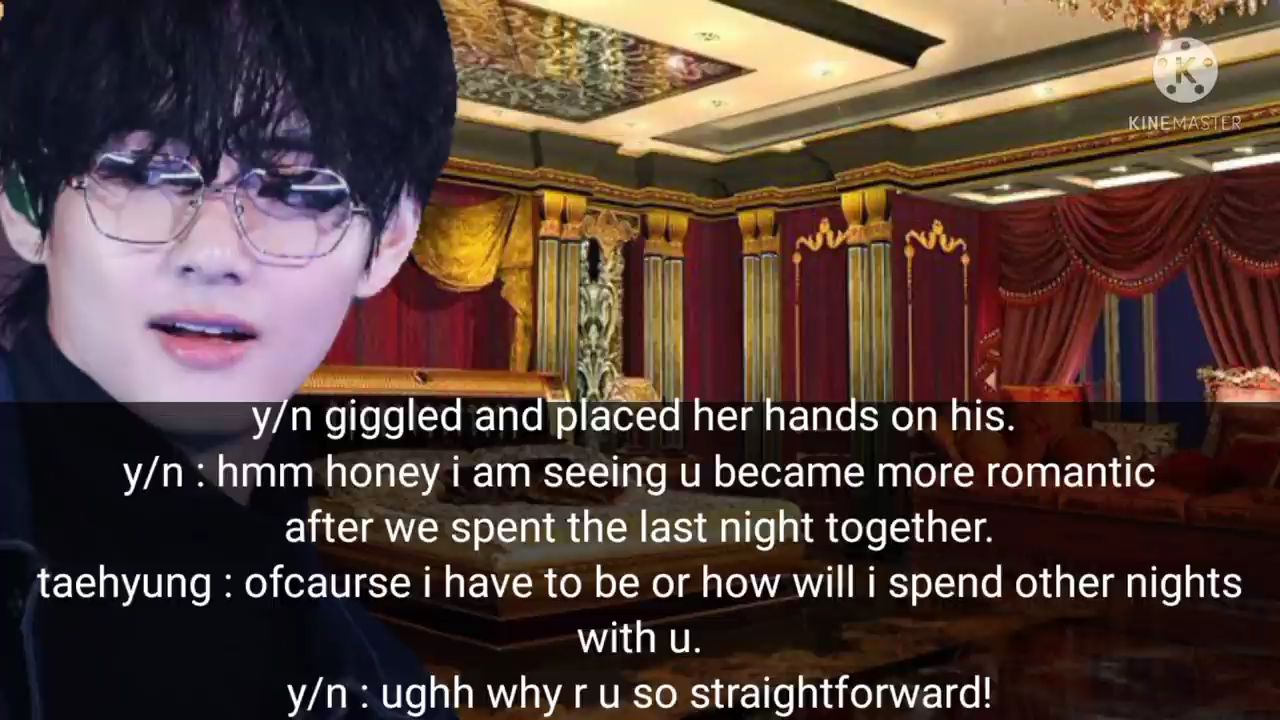 KINEMASTER
y/n giggled and placed her hands on his.
y/n : hmm honey i am seeing u became more romantic
after we spent the last night together.
taehyung : ofcaurse i have to be or how will i spend other nights
with u.
y/n : ughh why r u so straightforward!